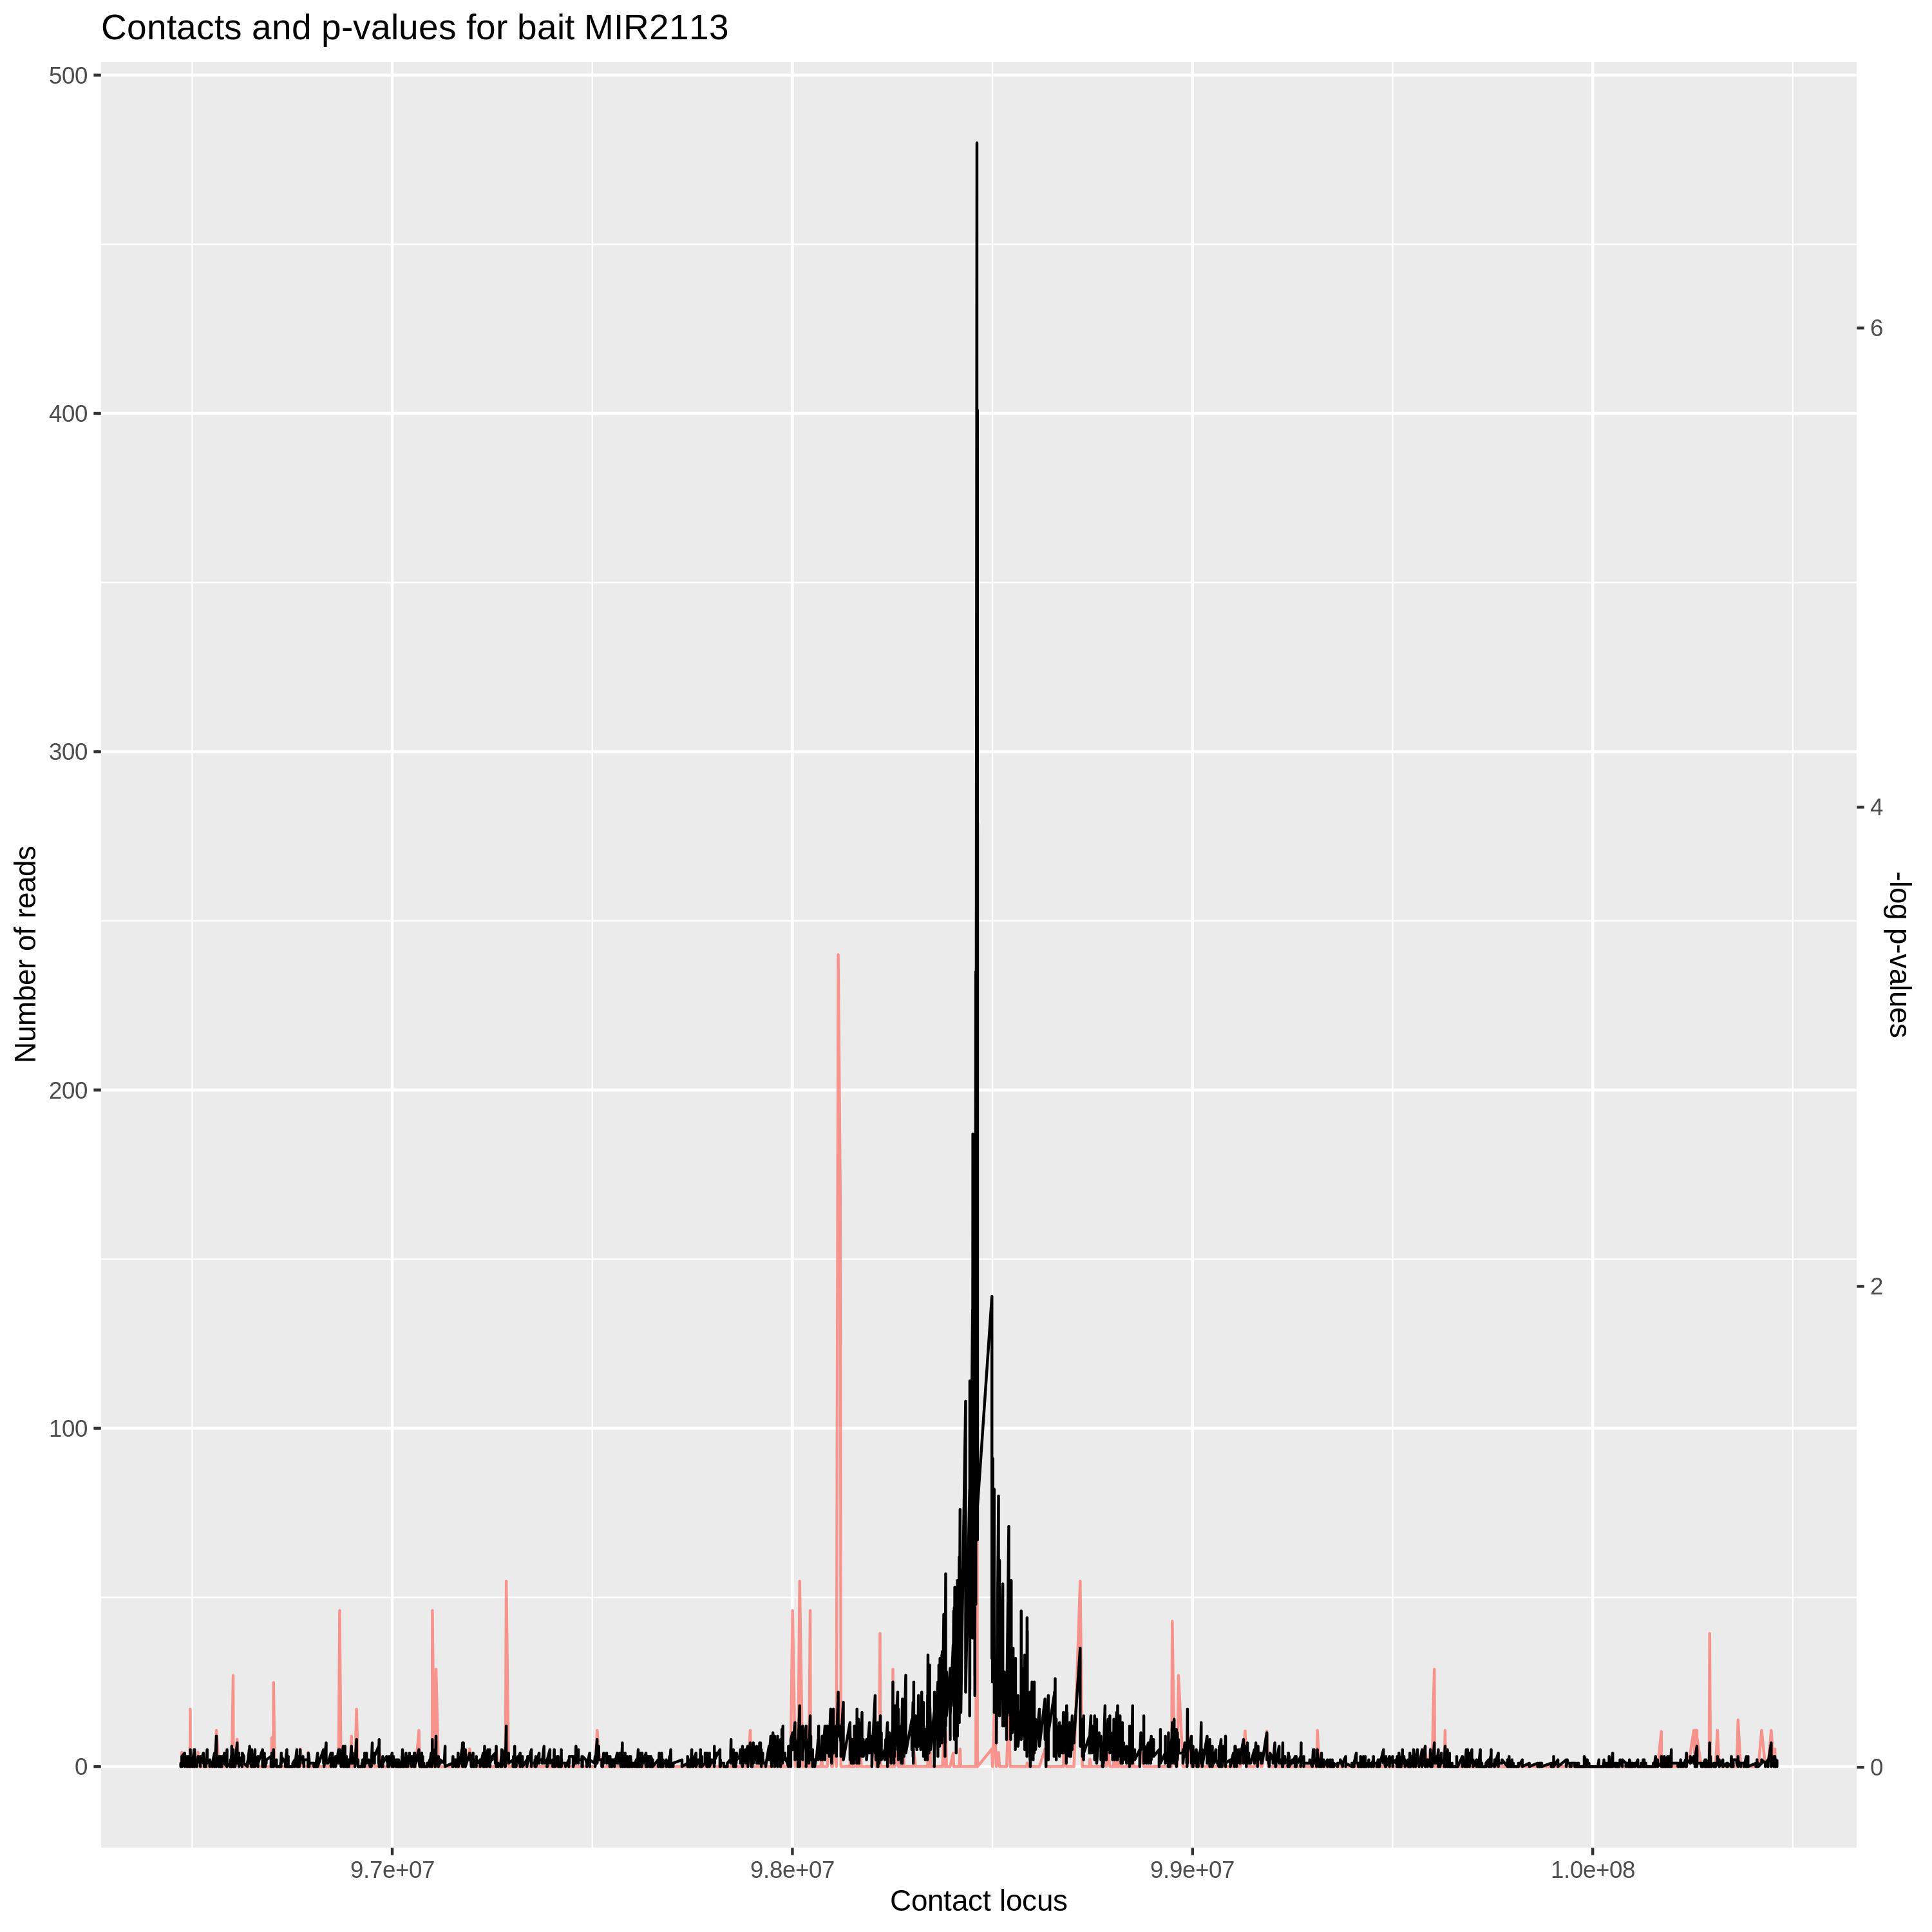 Contacts and p-values for bait MIR2113
500
400
300
200
100
0
Number of reads
6
4
2
0
-log p-values
9.7e+07 9.8e+07 9.9e+07 1.0e+08
Contact locus